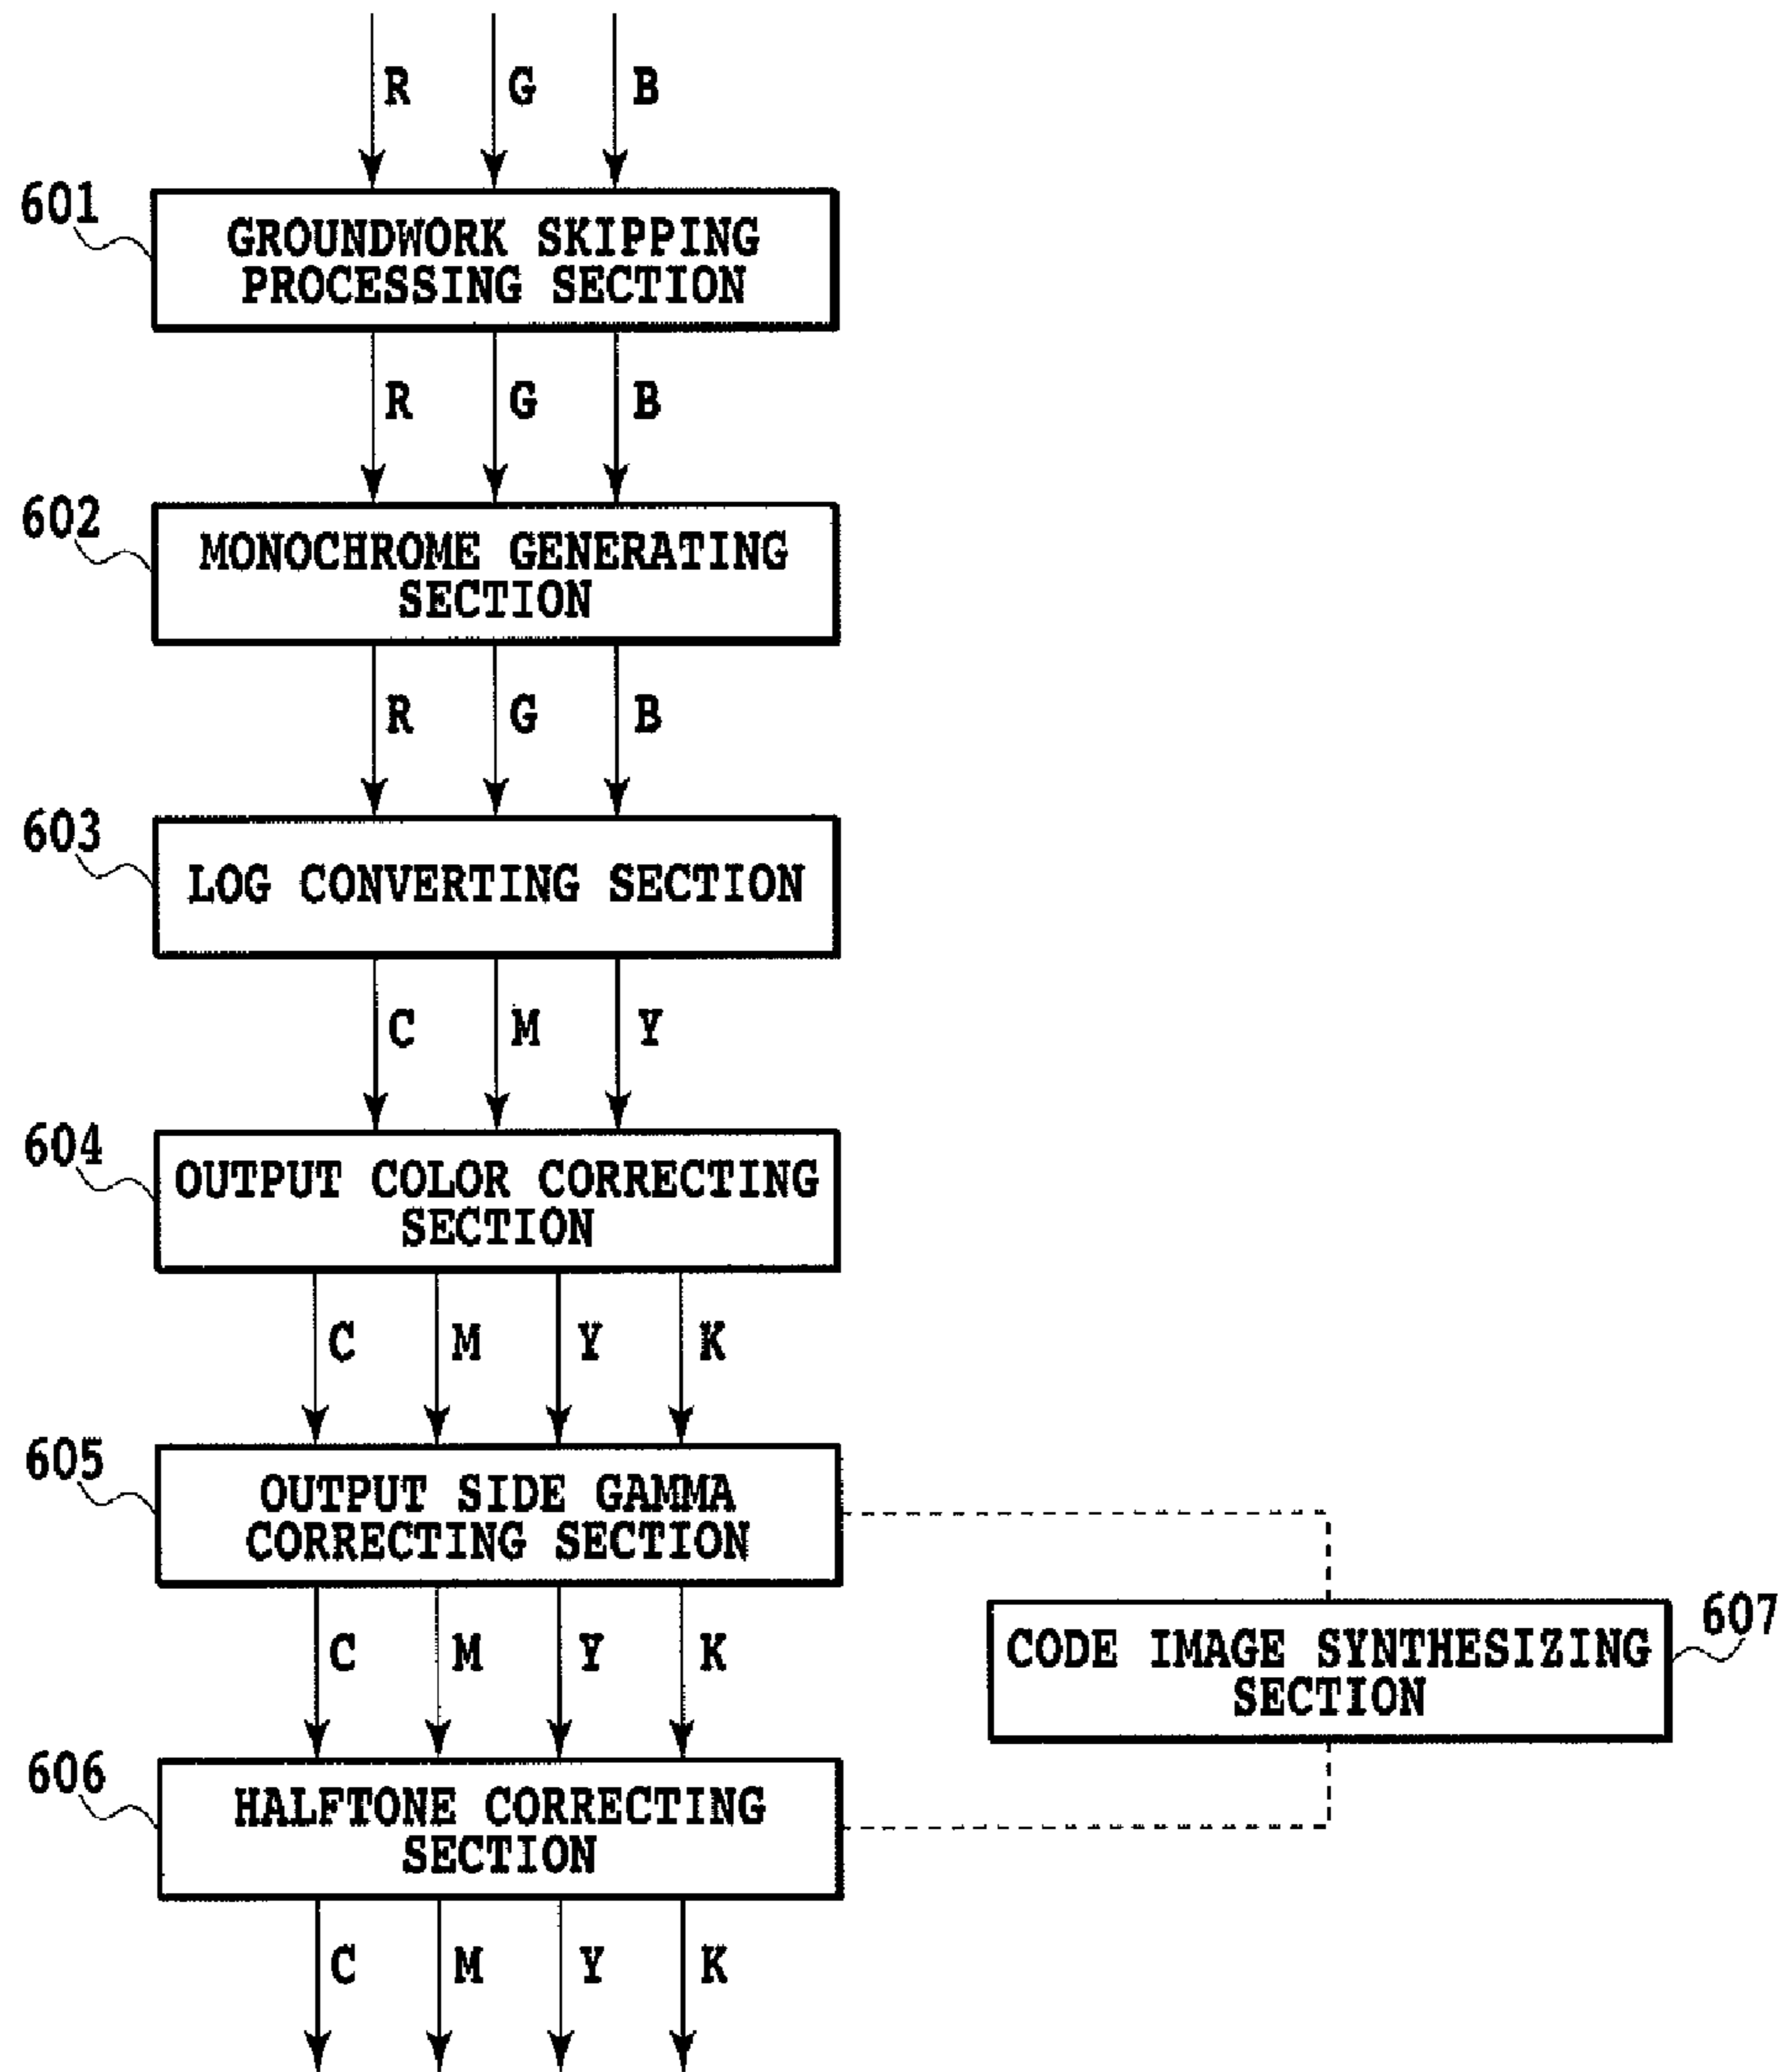 R G B
601
GROUNDWORK SKIPPING
PROCESSING SECTION
R G B
602
MONOCHROME GENERATING
SECTION
R G B
603
LOG CONVERTING SECTION
C M Y
604
OUTPUT COLOR CORRECTING
SECTION
C M Y K
605
OUTPUT SIDE GAMMA
CORRECTING SECTION
607
CODE IMAGE SYNTHESIZING
SECTION
C M Y K
606
HALFTONE CORRECTING
SECTION
C M Y K